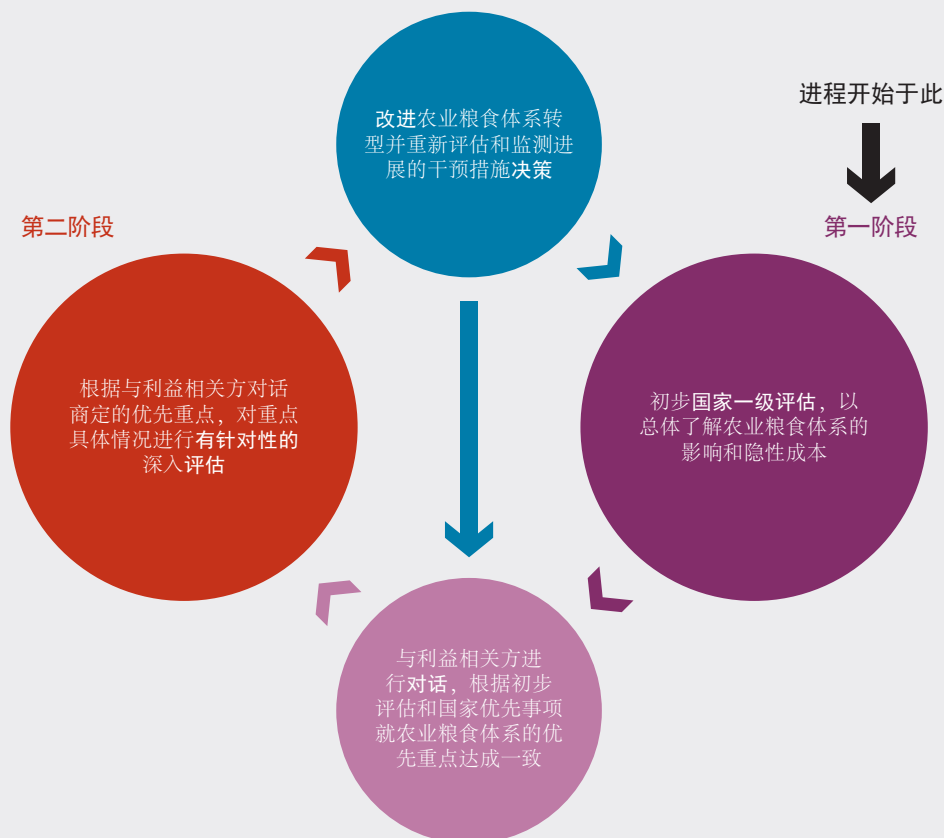 进程开始于此
改进农业粮食体系转
型并重新评估和监测进
展的干预措施决策
第二阶段
第一阶段
根据与利益相关方对话
商定的优先重点，对重点
具体情况进行有针对性的
深入评估
初步国家一级评估，以
总体了解农业粮食体系的
影响和隐性成本
与利益相关方进
行对话，根据初步
评估和国家优先事项
就农业粮食体系的优
先重点达成一致